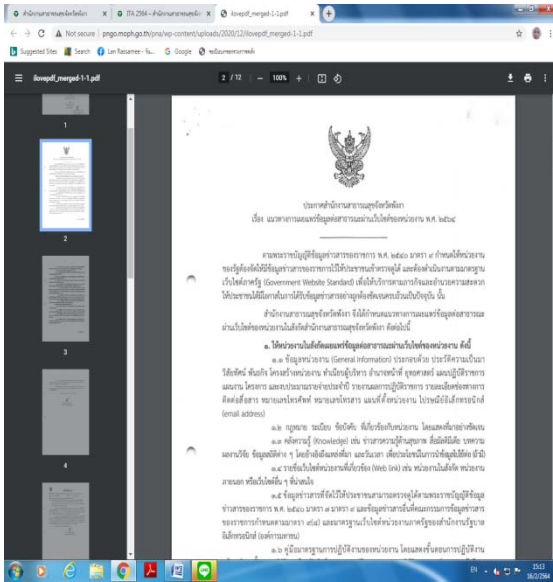 สำนักงานสาธารณสุขจังหวัดพังงา
ITA 2564 – สำนักงานสาธารณสุข
ilovepdf_merged-1-1.pdf
Not secure | pngo.moph.go.th/pna/wp-content/uploads/2020/12/ilovepdf_merged-1-1.pdf
Suggested Sites
Search
G Google
ilovepdf_merged-1-1.pdf
2 / 12
100%
1
2
3
4
ประกาศสำนักงานสาธารณสุขจังหวัดพังงา
เรื่อง แนวทางการเผยแพร่ข้อมูลต่อสาธารณะผ่านเว็บไซต์ของหน่วยงาน พ.ศ. ๒๕๖๔
ตามพระราชบัญญัติข้อมูลข่าวสารของราชการ พ.ศ. ๒๕๔๐ มาตรา ๙ กำหนดให้หน่วยงาน
ของรัฐต้องจัดให้มีข้อมูลข่าวสารของราชการไว้ให้ประชาชนเข้าตรวจดูได้ และต้องดำเนินงานตามมาตรฐาน
เว็บไซต์ภาครัฐ (Government Website Standard) เพื่อให้บริการตามภารกิจและอำนวยความสะดวก
ให้ประชาชนได้มีโอกาสในการได้รับข้อมูลข่าวสารอย่างถูกต้องชัดเจนครบถ้วนเป็นปัจจุบัน นั้น
สำนักงานสาธารณสุขจังหวัดพังงา จึงได้กำหนดแนวทางการเผยแพร่ข้อมูลต่อสาธารณะ
ผ่านเว็บไซต์ของหน่วยงานในสังกัดสำนักงานสาธารณสุขจังหวัดพังงา ดังต่อไปนี้
๑. ให้หน่วยงานในสังกัดเผยแพร่ข้อมูลต่อสาธารณะผ่านเว็บไซต์ของหน่วยงาน ดังนี้
๑.๑ ข้อมูลหน่วยงาน (General Information) ประกอบด้วย ประวัติความเป็นมา
วิสัยทัศน์ พันธกิจ โครงสร้างหน่วยงาน ทำเนียบผู้บริหาร อำนาจหน้าที่ ยุทธศาสตร์ แผนปฏิบัติราชการ
แผนงาน โครงการ และงบประมาณรายจ่ายประจำปี รายงานผลการปฏิบัติราชการ รายละเอียดช่องทางการ
ติดต่อสื่อสาร หมายเลขโทรศัพท์ หมายเลขโทรสาร แผนที่ตั้งหน่วยงาน ไปรษณีย์อิเล็กทรอนิกส์
(email address)
๑.๒ กฎหมาย ระเบียบ ข้อบังคับ ที่เกี่ยวข้องกับหน่วยงาน โดยแสดงที่มาอย่างชัดเจน
๑.๓ คลังความรู้ (Knowledge) เช่น ข่าวสารความรู้ด้านสุขภาพ สื่อมัลติมีเดีย บทความ
ผลงานวิจัย ข้อมูลสถิติต่าง ๆ โดยอ้างอิงถึงแหล่งที่มา และวันเวลา เพื่อประโยชน์ในการนำข้อมูลไปใช้ต่อ
๑.๔ รายชื่อเว็บไซต์หน่วยงานที่เกี่ยวข้อง (Web link) เช่น หน่วยงานในสังกัด หน่วยงาน
ภายนอก หรือเว็บไซต์อื่น ๆ ที่น่าสนใจ
๑.๕ ข้อมูลข่าวสารที่จัดไว้ให้ประชาชนสามารถตรวจดูได้ตามพระราชบัญญัติข้อมูล
ข่าวสารของราชการ พ.ศ. ๒๕๔๐ มาตรา ๗ มาตรา ๙ และข้อมูลข่าวสารอื่นที่คณะกรรมการข้อมูลข่าวสาร
ของราชการกำหนดตามมาตรา ๙(๘) และมาตรฐานเว็บไซต์หน่วยงานภาครัฐของสำนักงานรัฐบาล
อิเล็กทรอนิกส์ (องค์การมหาชน)
๑.๖ คู่มือมาตรฐานการปฏิบัติงานของหน่วยงาน โดยแสดงขั้นตอนการปฏิบัติงาน
EN
15:13
16/2/2564